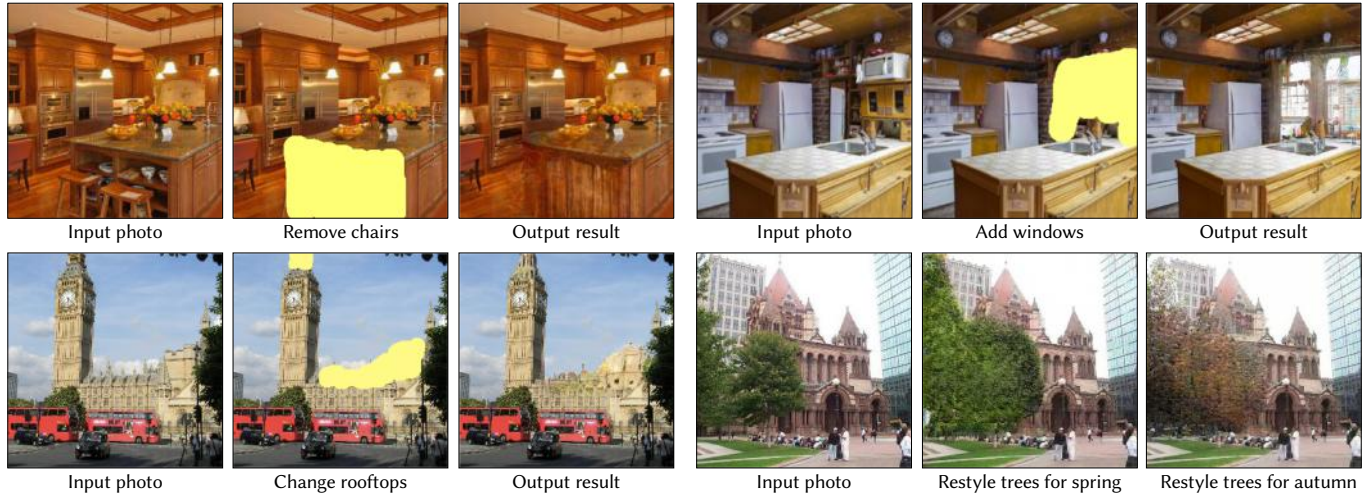 Input photo
Remove chairs
Output result
Input photo
Add windows
Output result
Input photo
Change rooftops
Output result
Input photo
Restyle trees for spring
Restyle trees for autumn